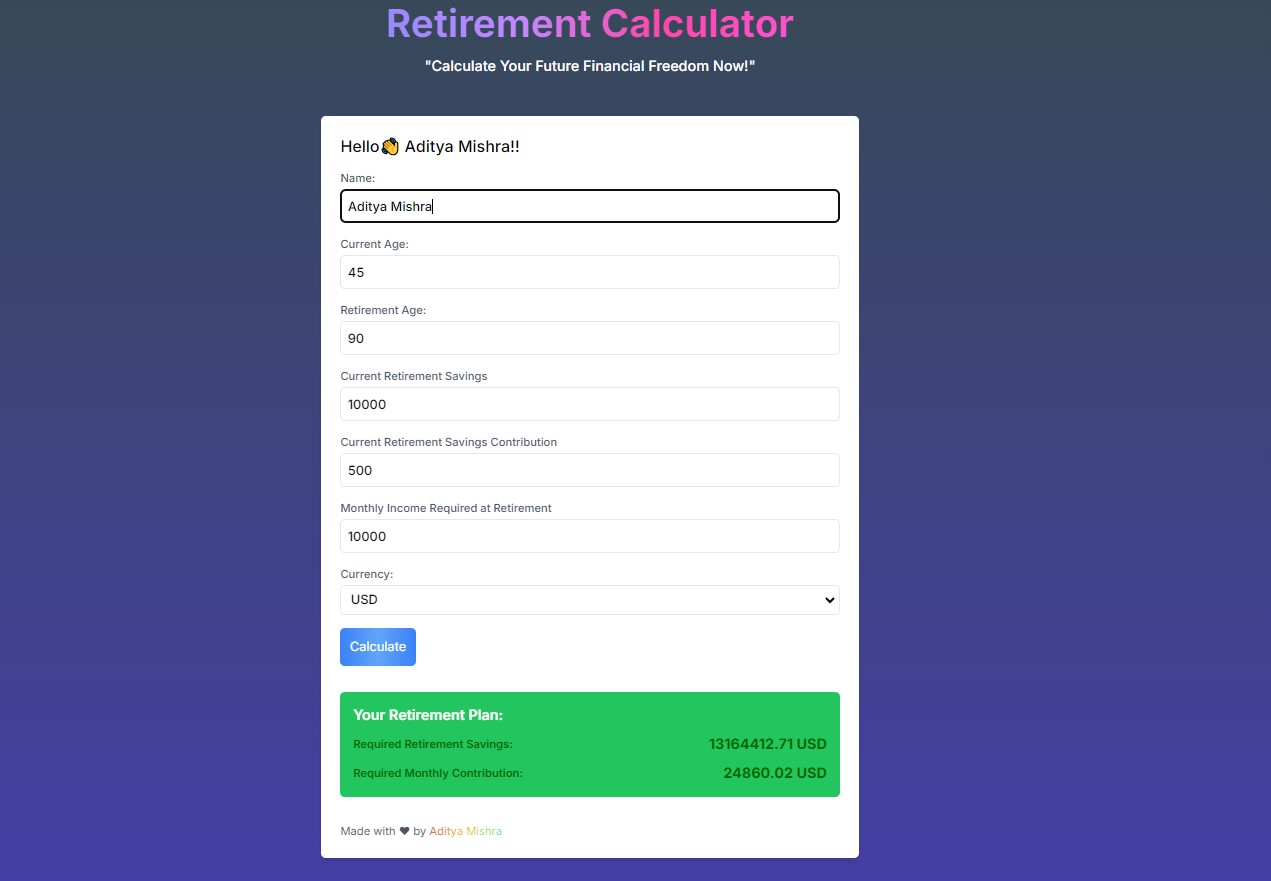 Retirement Calculator
"Calculate Your Future Financial Freedom Now!"
Hello👏 Aditya Mishra!!
Name:
Aditya Mishra
Current Age:
45
Retirement Age:
90
Current Retirement Savings
10000
Current Retirement Savings Contribution
500
Monthly Income Required at Retirement
10000
Currency:
USD
Calculate
Your Retirement Plan:
Required Retirement Savings: 13164412.71 USD
Required Monthly Contribution: 24860.02 USD
Made with ❤ by Aditya Mishra